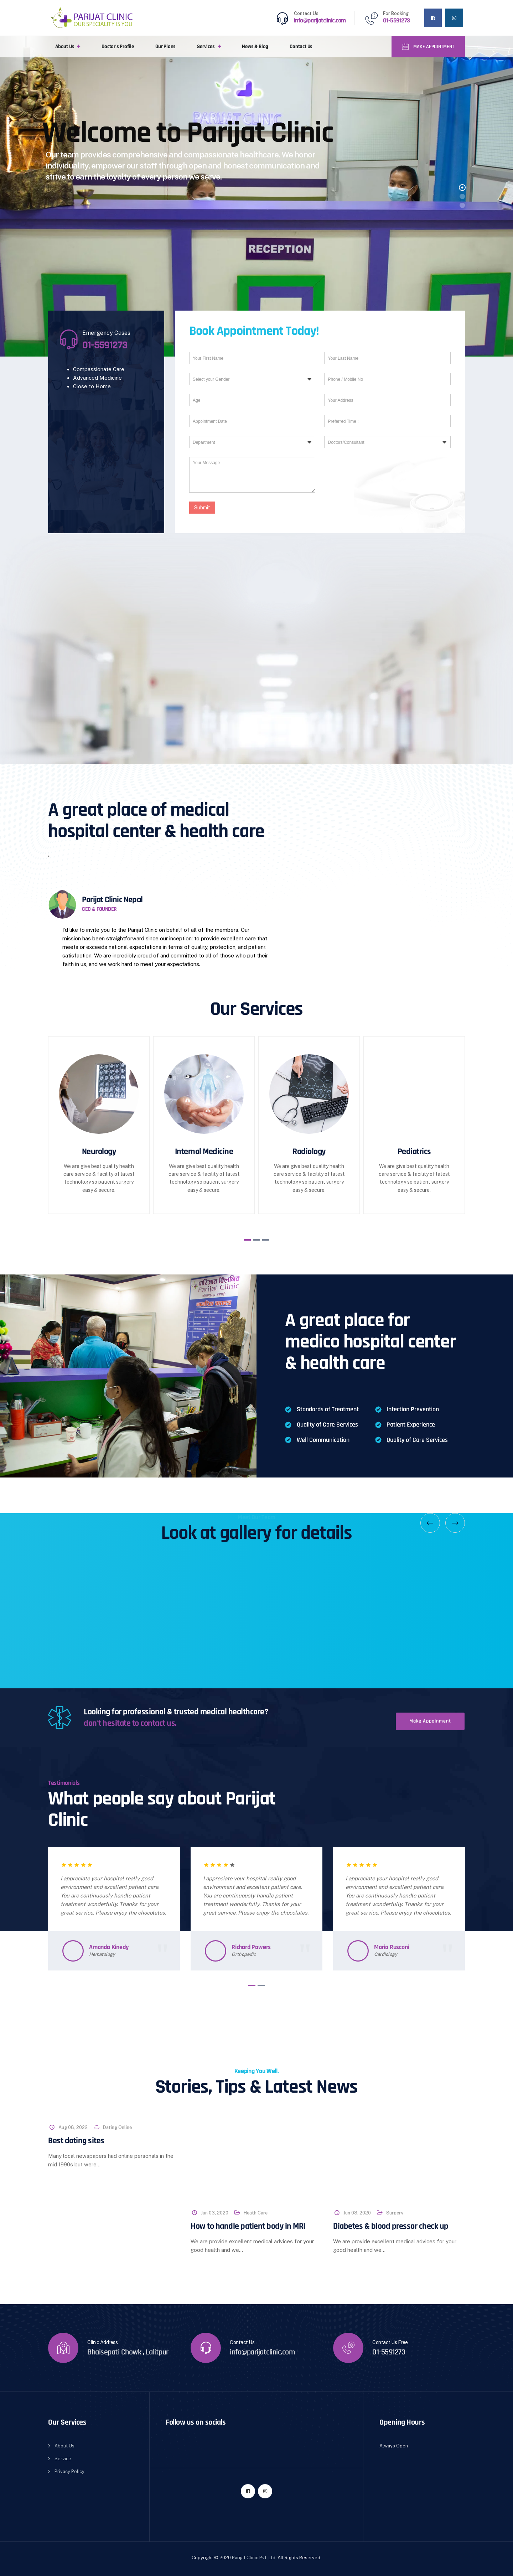 PARIJAT CLINIC
OUR SPECIALITY IS YOU
Contact Us
info@parijatclinic.com
For Booking
01-5591273
About Us +
Doctor's Profile
Our Plans
Services +
News & Blog
Contact Us
MAKE APPOINTMENT
Welcome to Parijat Clinic
Our team provides comprehensive and compassionate healthcare. We honor
individuality, empower our staff through open and honest communication and
strive to earn the loyalty of every person we serve.
RECEPTION
Emergency Cases
01-5591273
Compassionate Care
Advanced Medicine
Close to Home
Book Appointment Today!
Your First Name
Your Last Name
Select your Gender
Phone / Mobile No
Age
Your Address
Appointment Date
Preferred Time
Department
Doctors/Consultant
Your Message
Submit
A great place of medical
hospital center & health care
.
Parijat Clinic Nepal
CEO & FOUNDER
I'd like to invite you to the Parijat Clinic on behalf of all of the members. Our
mission has been straightforward since our inception: to provide excellent care that
meets or exceeds national expectations in terms of quality, protection, and patient
satisfaction. We are incredibly proud of and committed to all of those who put their
faith in us, and we work hard to meet your expectations.
Our Services
Neurology
We are give best quality health
care service & facility of latest
technology so patient surgery
easy & secure.
Internal Medicine
We are give best quality health
care service & facility of latest
technology so patient surgery
easy & secure.
Radiology
We are give best quality health
care service & facility of latest
technology so patient surgery
easy & secure.
Pediatrics
We are give best quality health
care service & facility of latest
technology so patient surgery
easy & secure.
Parijat Clinic
A great place for
medico hospital center
& health care
Standards of Treatment
Infection Prevention
Quality of Care Services
Patient Experience
Well Communication
Quality of Care Services
Look at gallery for details
Looking for professional & trusted medical healthcare?
don't hesitate to contact us.
Make Appoinment
Testimonials
What people say about Parijat
Clinic
I appreciate your hospital really good
environment and excellent patient care.
You are continuously handle patient
treatment wonderfully. Thanks for your
great service. Please enjoy the chocolates.
Amanda Kinedy
Hematology
I appreciate your hospital really good
environment and excellent patient care.
You are continuously handle patient
treatment wonderfully. Thanks for your
great service. Please enjoy the chocolates.
Richard Powers
Orthopedic
I appreciate your hospital really good
environment and excellent patient care.
You are continuously handle patient
treatment wonderfully. Thanks for your
great service. Please enjoy the chocolates.
Maria Rusconi
Cardiology
Keeping You Well.
Stories, Tips & Latest News
Aug 08, 2022
Dating Online
Best dating sites
Many local newspapers had online personals in the
mid 1990s but were...
Jun 03, 2020
Heath Care
How to handle patient body in MRI
We are provide excellent medical advices for your
good health and we...
Jun 03, 2020
Surgery
Diabetes & blood pressor check up
We are provide excellent medical advices for your
good health and we...
Clinic Address
Bhaisepati Chowk , Lalitpur
Contact Us
info@parijatclinic.com
Contact Us Free
01-5591273
Our Services
About Us
Service
Privacy Policy
Follow us on socials
Opening Hours
Always Open
Copyright © 2020 Parijat Clinic Pvt. Ltd. All Rights Reserved.